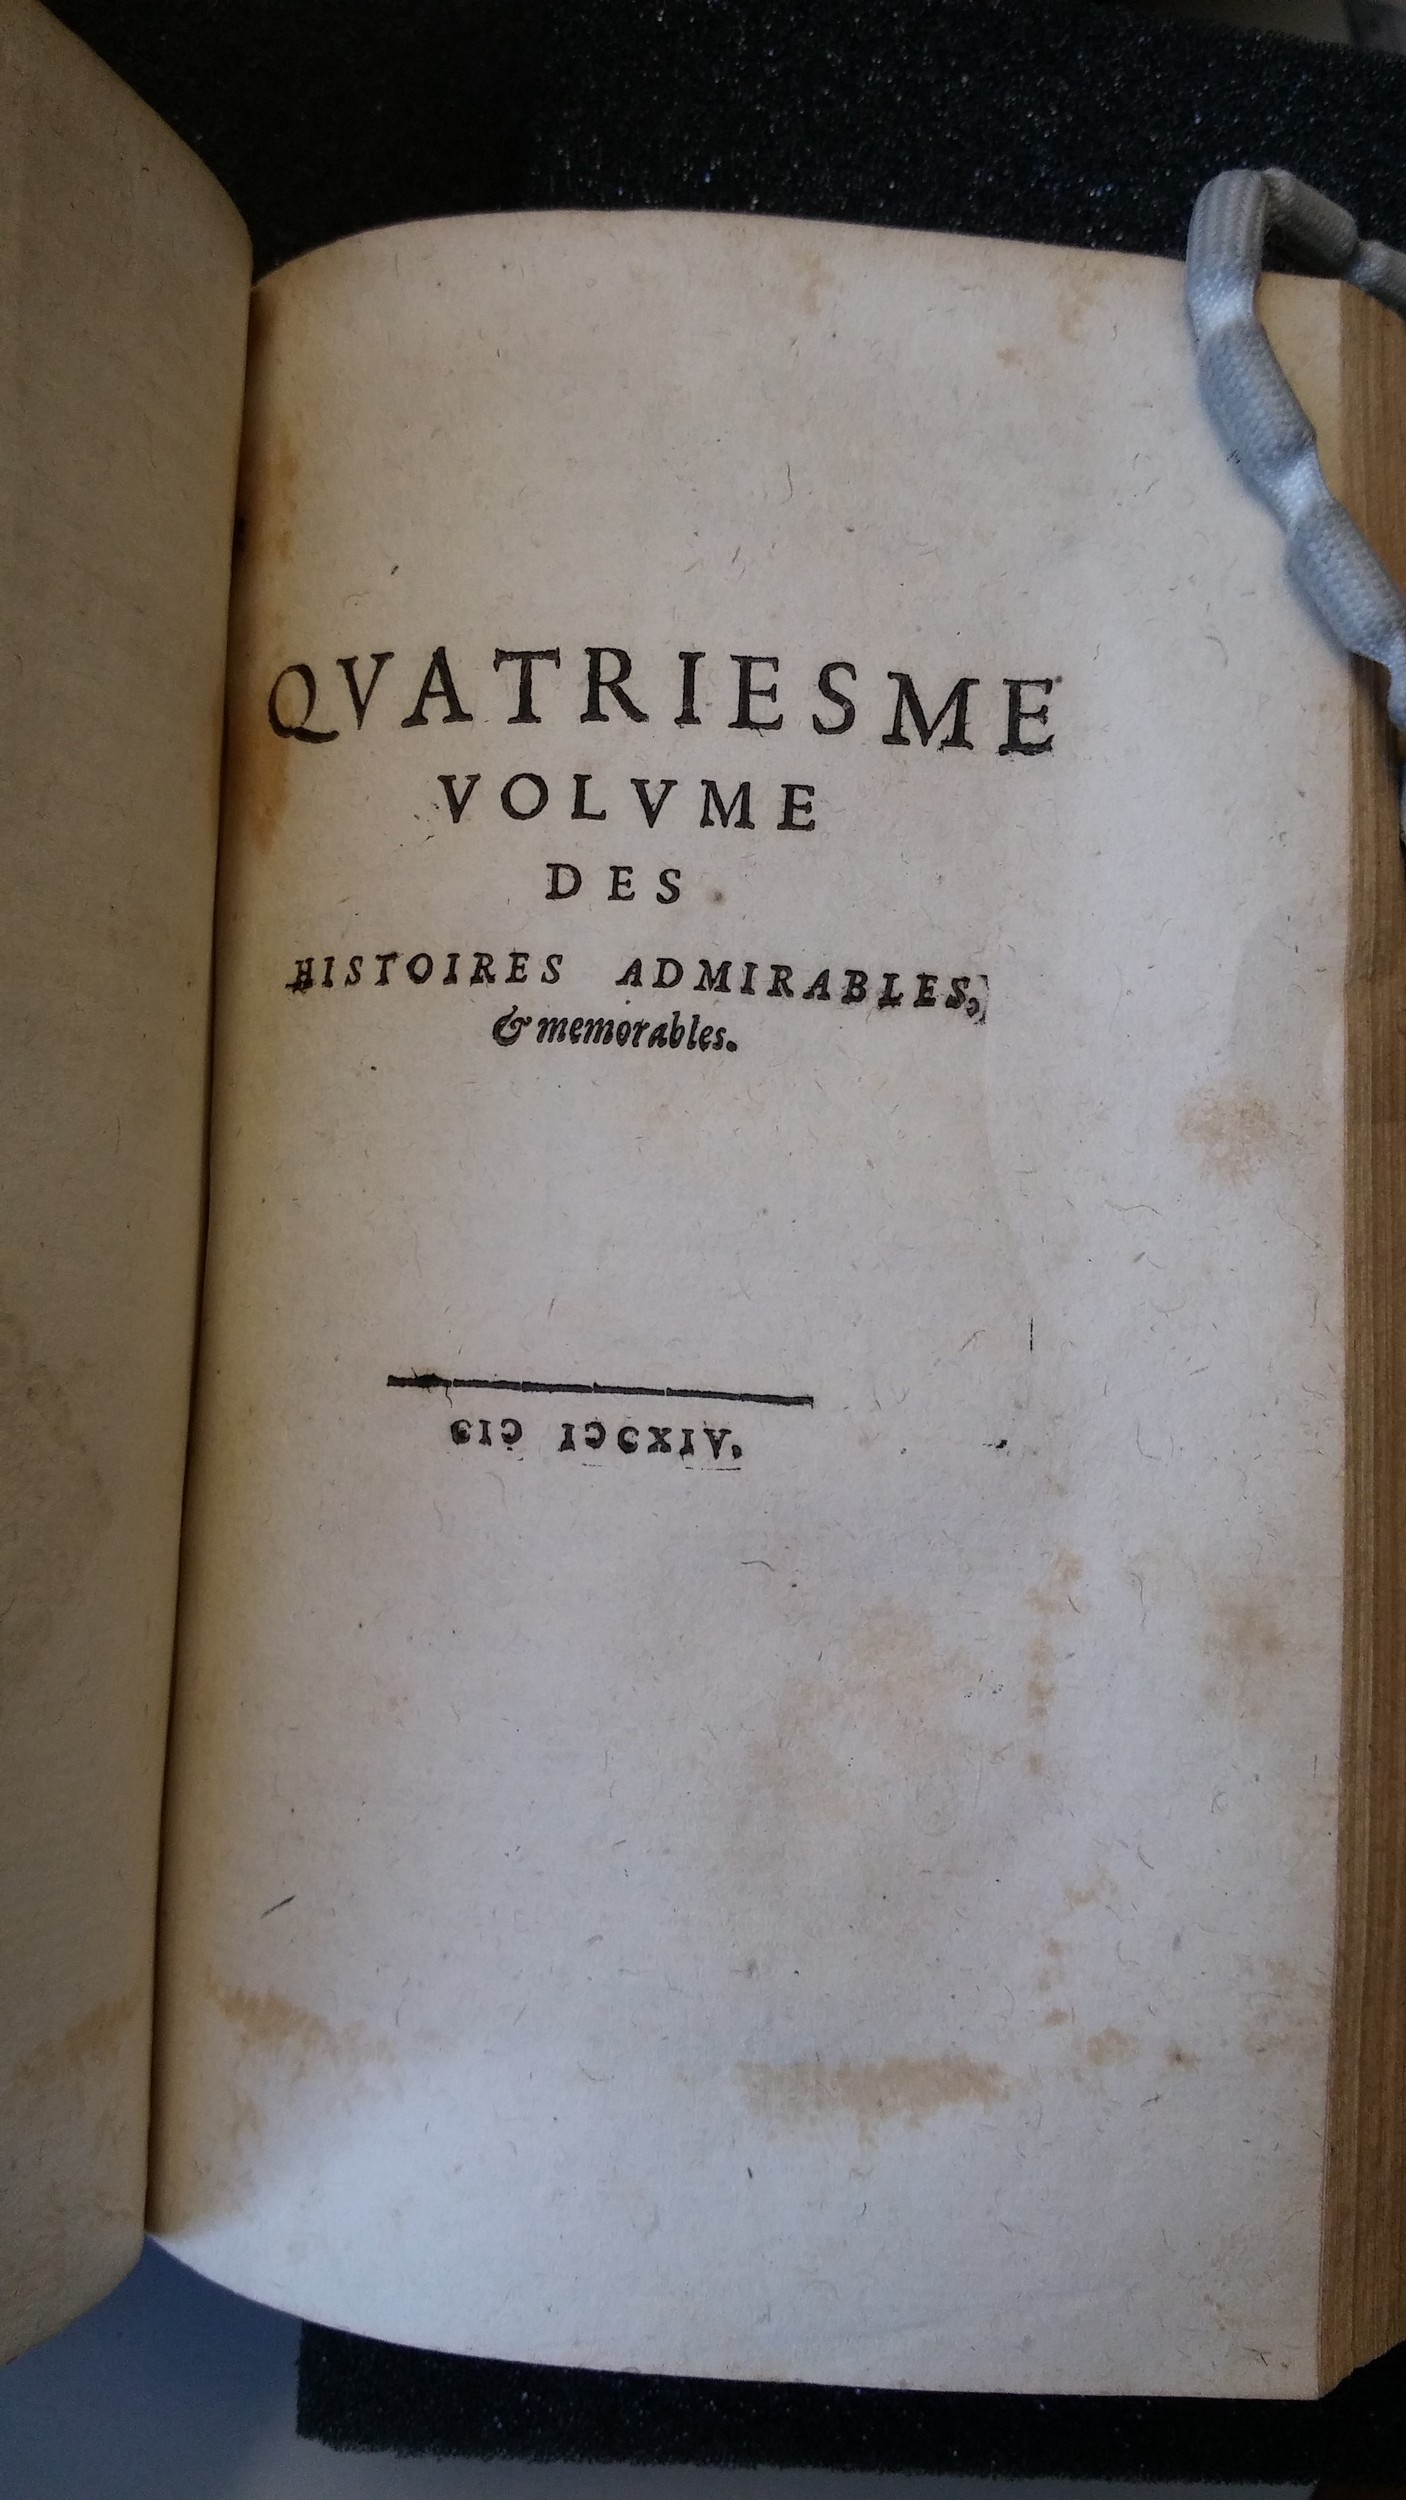 QVATRIESME
VOLVME
DES
HISTOIRES ADMIRABLES,
& memorables.
CIↃ IↃCXIV.